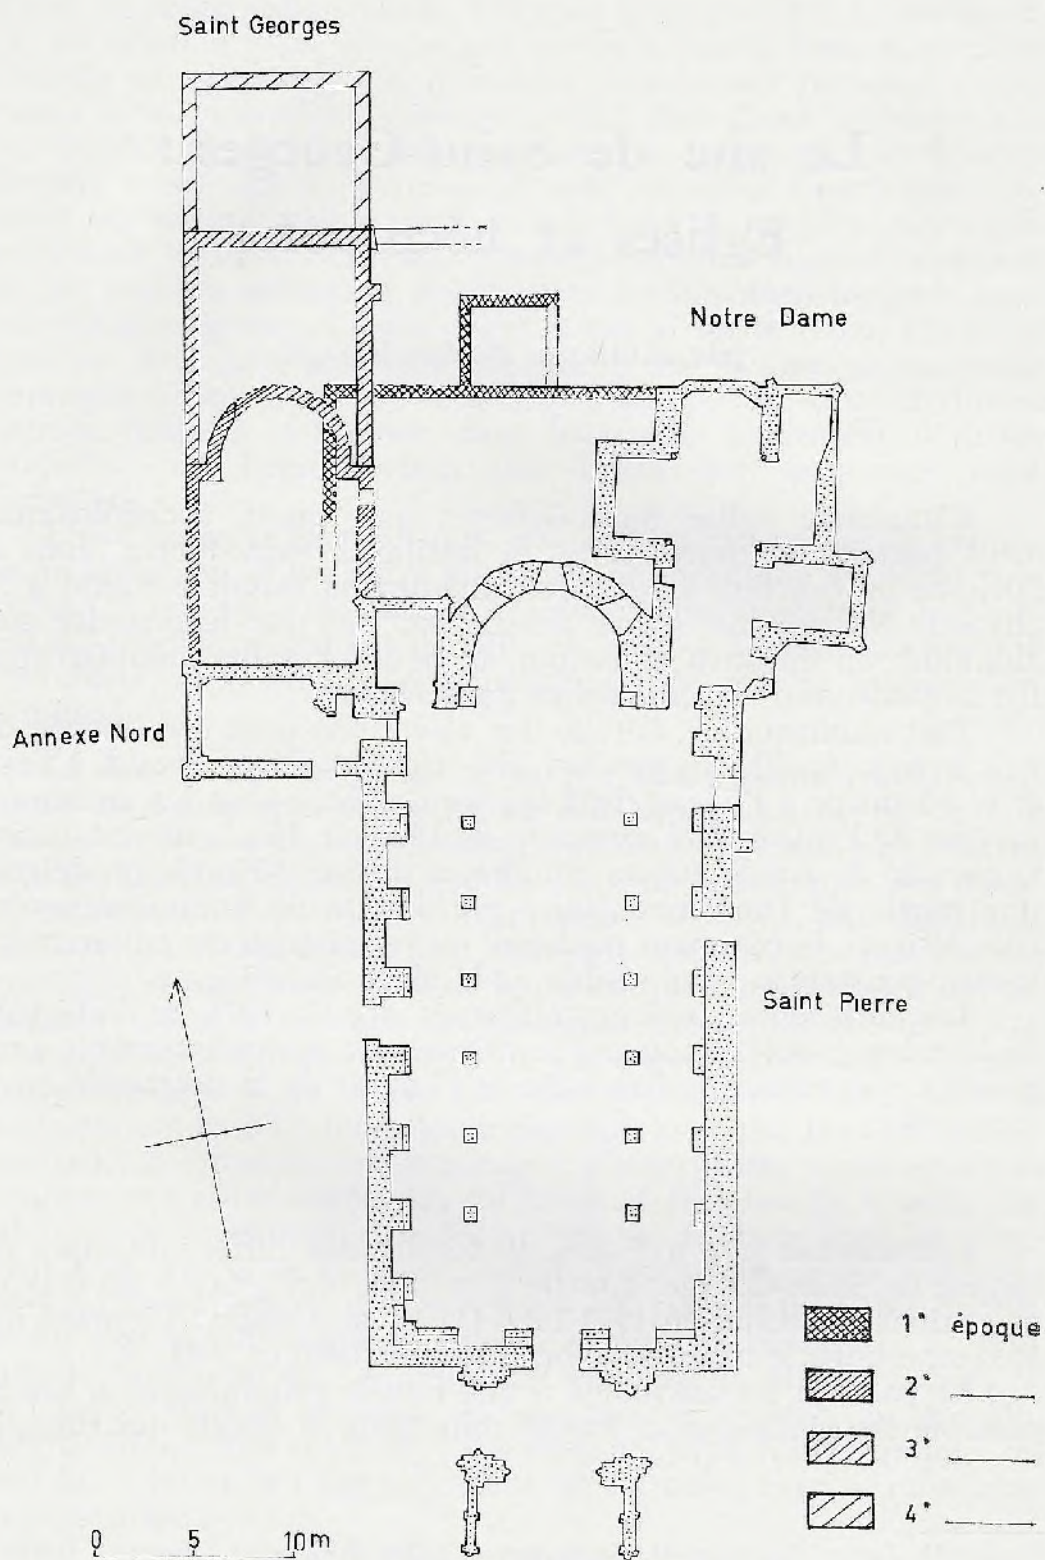 Saint Georges
Notre Dame
Annexe Nord
Saint Pierre
1° époque
2°
3°
4°
0 5 10m